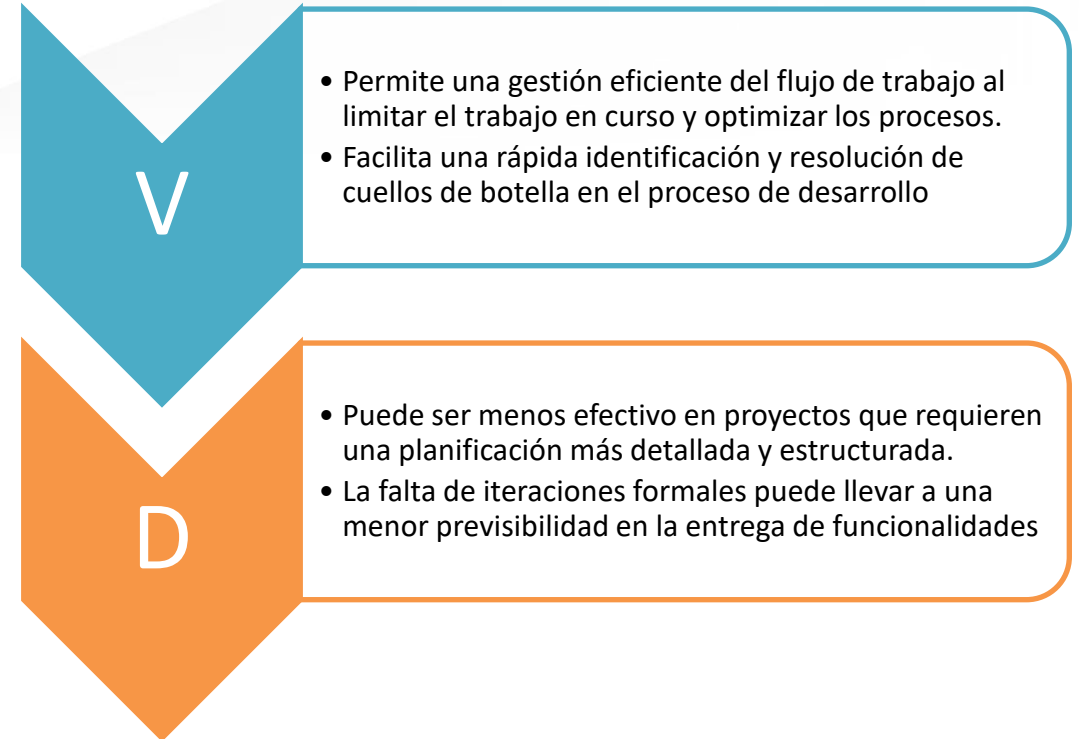 V
• Permite una gestión eficiente del flujo de trabajo al
limitar el trabajo en curso y optimizar los procesos.
• Facilita una rápida identificación y resolución de
cuellos de botella en el proceso de desarrollo
D
• Puede ser menos efectivo en proyectos que requieren
una planificación más detallada y estructurada.
• La falta de iteraciones formales puede llevar a una
menor previsibilidad en la entrega de funcionalidades